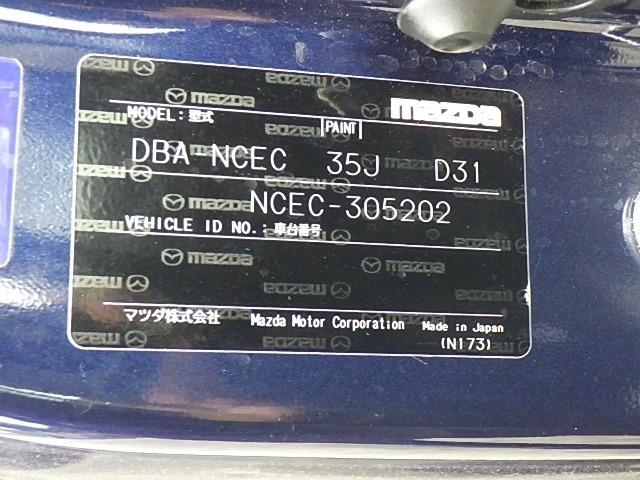 mazda
MODEL:型式 PAINT
DBA-NCEC 35J D31
NCEC-305202
VEHICLE ID NO.:車台番号
マツダ株式会社 Mazda Motor Corporation Made in Japan
(N173)